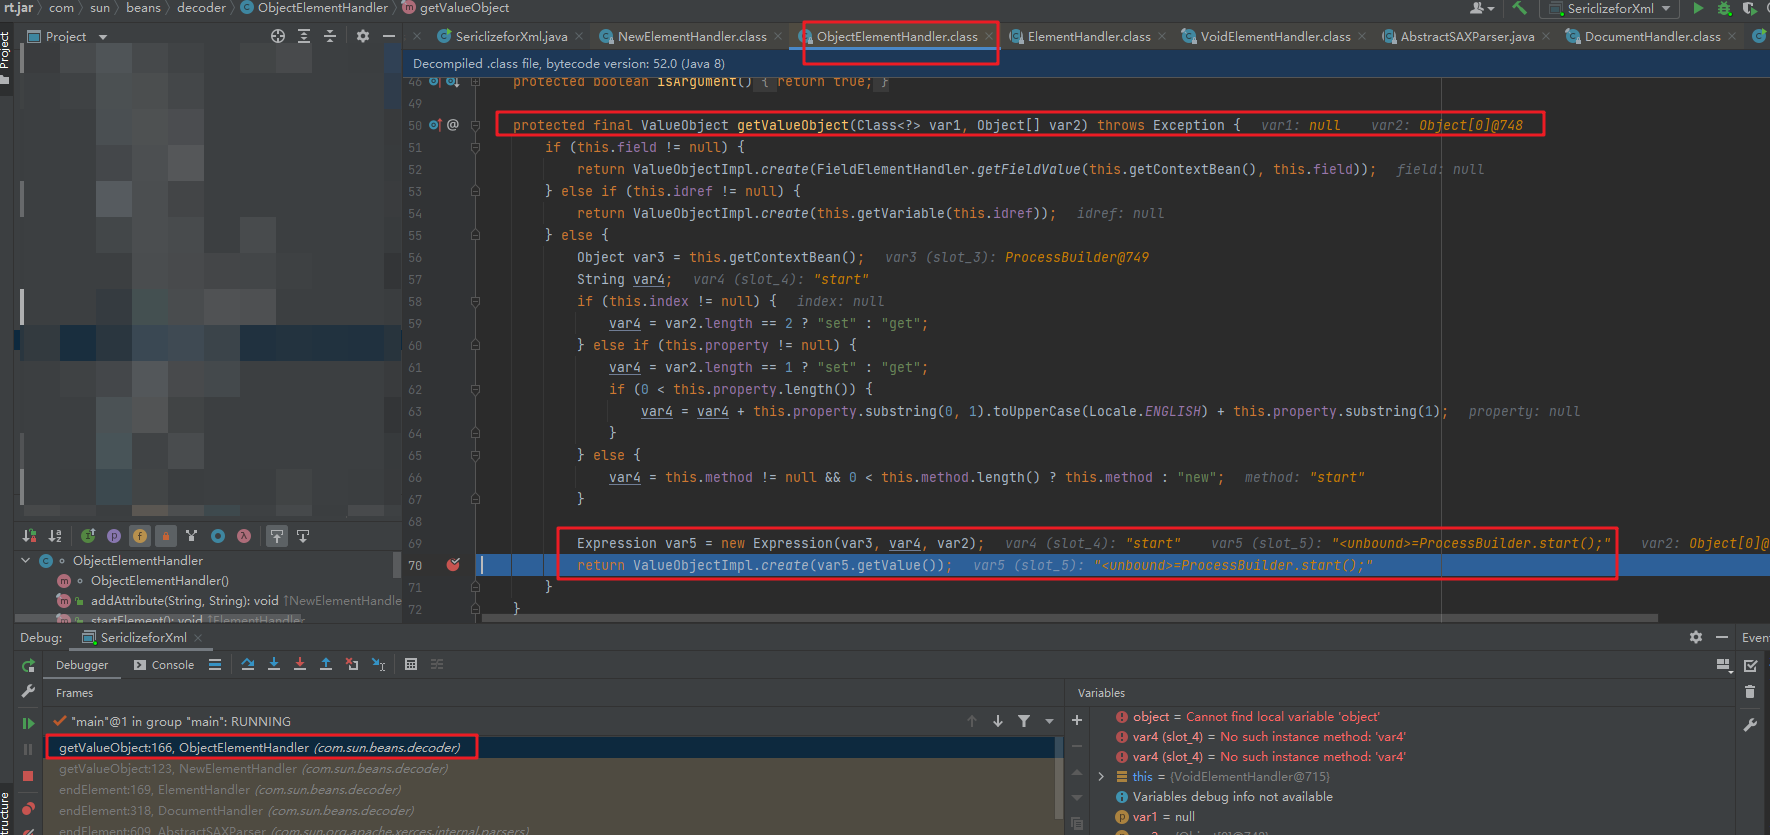 rt.jar › com › sun › beans › decoder › ObjectElementHandler › getValueObject
SericlizeforXml
Project
Project
SericlizeforXml.java
NewElementHandler.class
ObjectElementHandler.class
ElementHandler.class
VoidElementHandler.class
AbstractSAXParser.java
DocumentHandler.class
Decompiled .class file, bytecode version: 52.0 (Java 8)
46 protected boolean isArgument() { return true; }
49
50 protected final ValueObject getValueObject(Class<?> var1, Object[] var2) throws Exception { var1: null var2: Object[0]@748
51 if (this.field != null) {
52 return ValueObjectImpl.create(FieldElementHandler.getFieldValue(this.getContextBean(), this.field)); field: null
53 } else if (this.idref != null) {
54 return ValueObjectImpl.create(this.getVariable(this.idref)); idref: null
55 } else {
56 Object var3 = this.getContextBean(); var3 (slot_3): ProcessBuilder@749
57 String var4; var4 (slot_4): "start"
58 if (this.index != null) { index: null
59 var4 = var2.length == 2 ? "set" : "get";
60 } else if (this.property != null) {
61 var4 = var2.length == 1 ? "set" : "get";
62 if (0 < this.property.length()) {
63 var4 = var4 + this.property.substring(0, 1).toUpperCase(Locale.ENGLISH) + this.property.substring(1); property: null
64 }
65 } else {
66 var4 = this.method != null && 0 < this.method.length() ? this.method : "new"; method: "start"
67 }
68
69 Expression var5 = new Expression(var3, var4, var2); var4 (slot_4): "start" var5 (slot_5): "<unbound>=ProcessBuilder.start();" var2: Object[0]@
70 return ValueObjectImpl.create(var5.getValue()); var5 (slot_5): "<unbound>=ProcessBuilder.start();"
71 }
72 }
ObjectElementHandler
ObjectElementHandler()
addAttribute(String, String): void ↑NewElementHandle
startElement(): void ↑ElementHandler
Debug:
SericlizeforXml
Even
Debugger
Console
Frames
Variables
"main"@1 in group "main": RUNNING
getValueObject:166, ObjectElementHandler (com.sun.beans.decoder)
getValueObject:123, NewElementHandler (com.sun.beans.decoder)
endElement:169, ElementHandler (com.sun.beans.decoder)
endElement:318, DocumentHandler (com.sun.beans.decoder)
endElement:609, AbstractSAXParser (com.sun.org.apache.xerces.internal.parsers)
object = Cannot find local variable 'object'
var4 (slot_4) = No such instance method: 'var4'
var4 (slot_4) = No such instance method: 'var4'
this = {VoidElementHandler@715}
Variables debug info not available
var1 = null
ructure